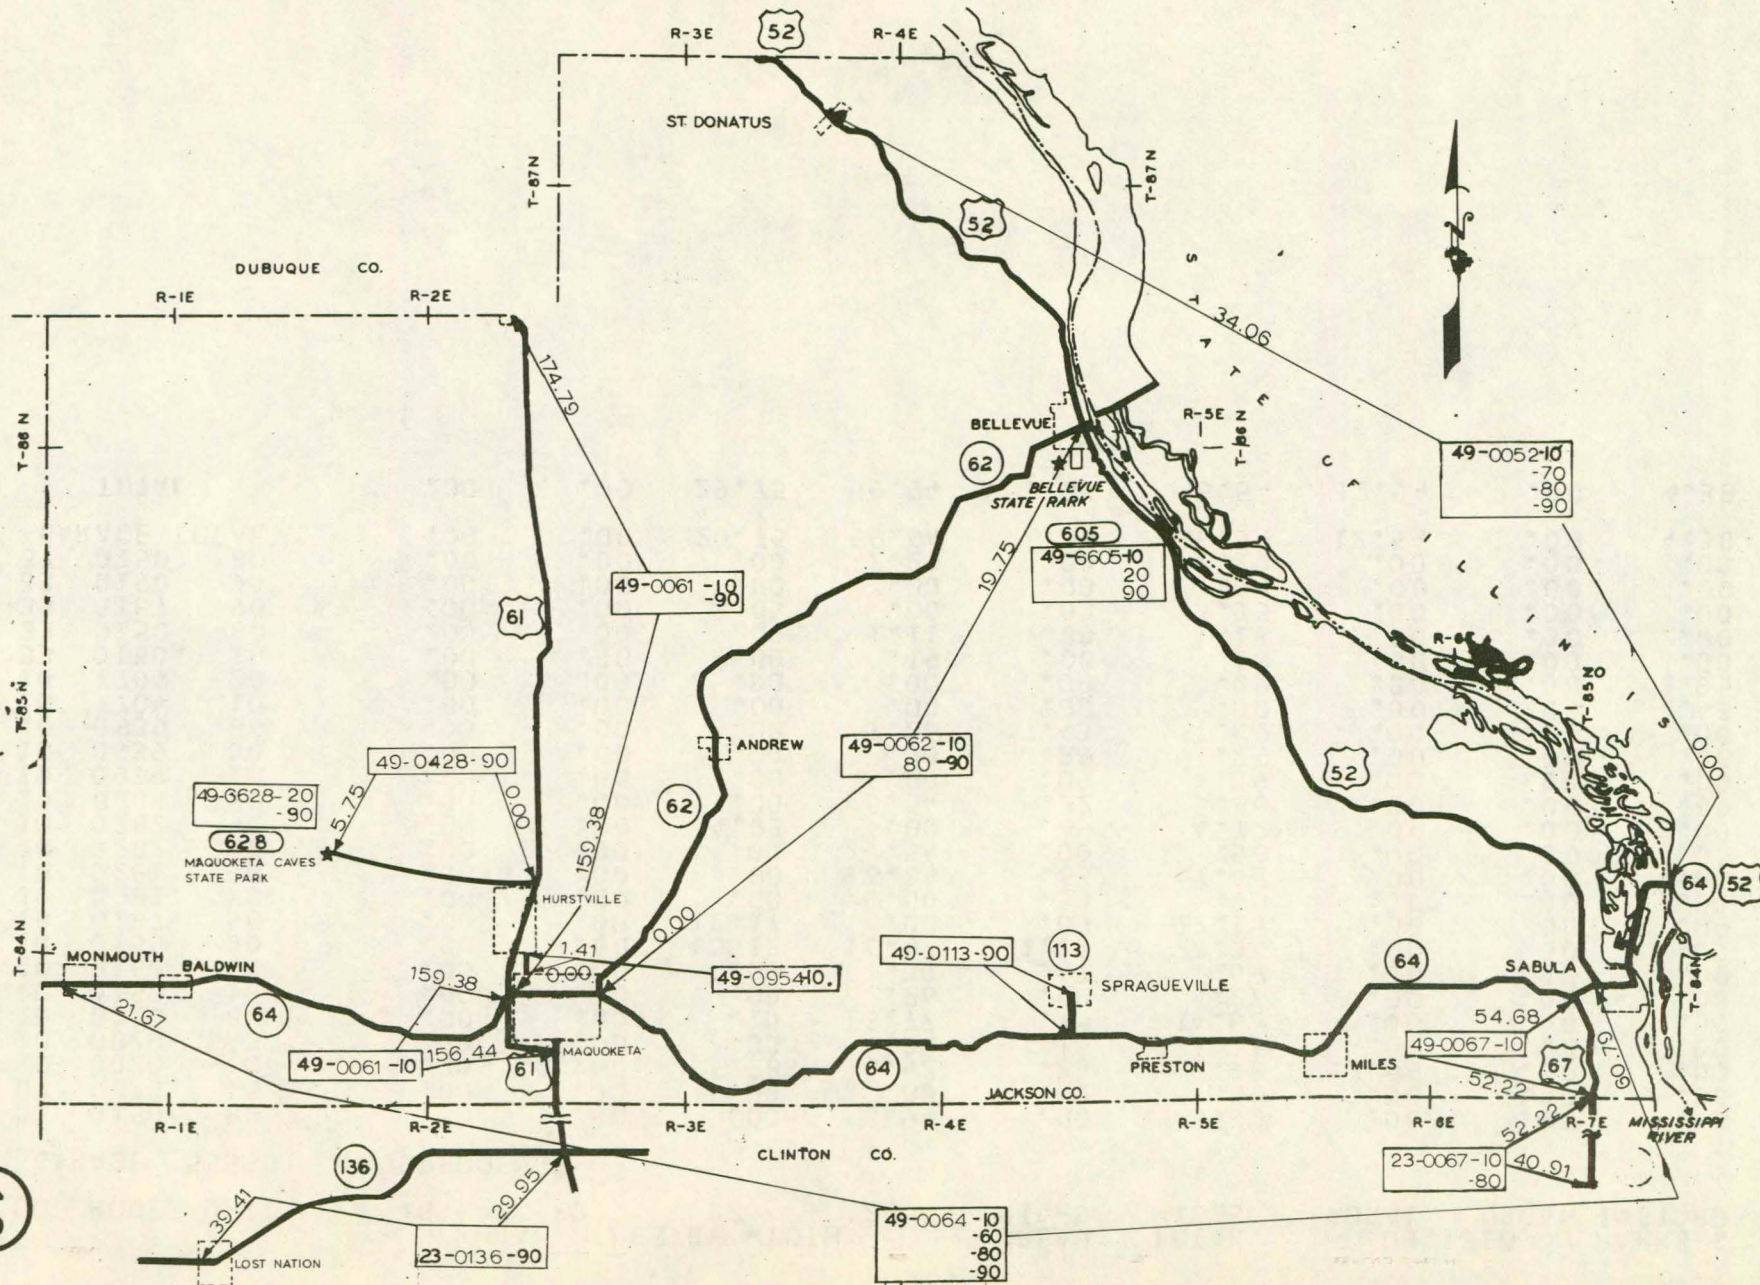 52
R-3E
R-4E
ST. DONATUS
T-87N
T-87N
52
DUBUQUE CO.
R-1E
R-2E
STATE OF ILLINOIS
34.06
174.79
T-86 N
BELLEVUE
R-5E
T-86 N
62
BELLEVUE
STATE PARK
49-0052-10
-70
-80
-90
605
49-6605-10
20
90
19.75
49-0061 -10
-90
61
R-6E
T-85N
T-85N
ANDREW
49-0062-10
80-90
52
0.00
49-0428-90
49-6628-20
-90
5.75
0.00
628
MAQUOKETA CAVES
STATE PARK
62
159.38
HURSTVILLE
64
52
0.00
T-84N
MONMOUTH
BALDWIN
1.41
0.00
159.38
49-0954-10.
49-0113-90
113
SPRAGUEVILLE
64
SABULA
T-84N
21.67
64
54.68
49-0061-10
156.44
61
MAQUOKETA
64
PRESTON
MILES
49-0067-10
67
60.79
52.22
JACKSON CO.
R-1E
R-2E
R-3E
R-4E
R-5E
R-6E
R-7E
MISSISSIPPI
RIVER
CLINTON CO.
52.22
136
23-0067-10
-80
40.91
29.95
39.41
23-0136-90
LOST NATION
49-0064-10
-60
-80
-90